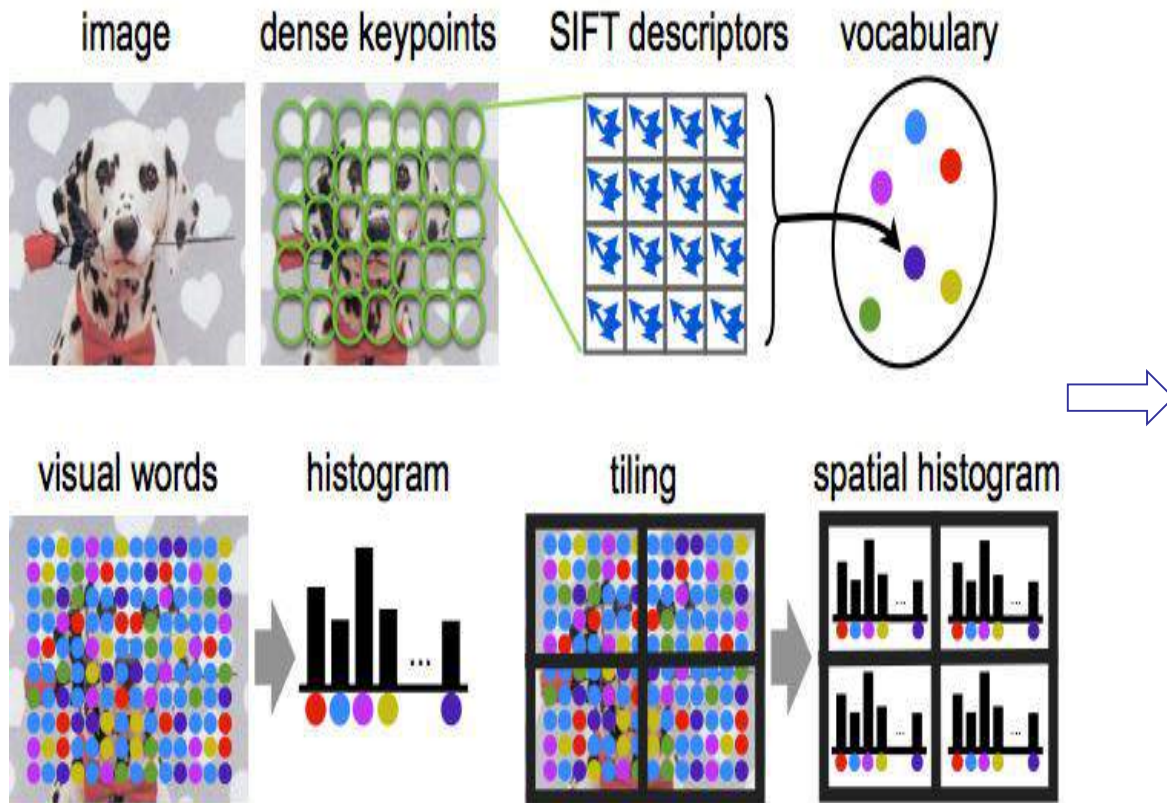 image dense keypoints SIFT descriptors vocabulary
visual words histogram tiling spatial histogram
...
... ...
... ...